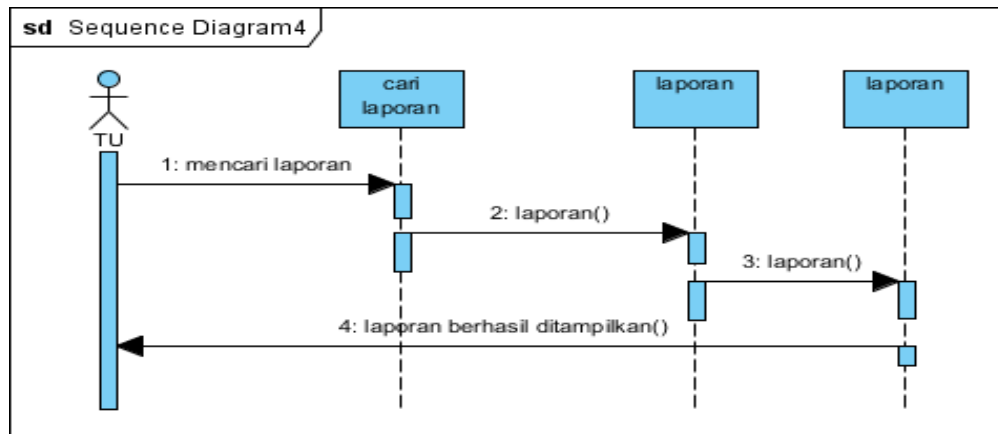 sd Sequence Diagram4
cari
laporan
laporan
laporan
TU
1: mencari laporan
2: laporan()
3: laporan()
4: laporan berhasil ditampilkan()